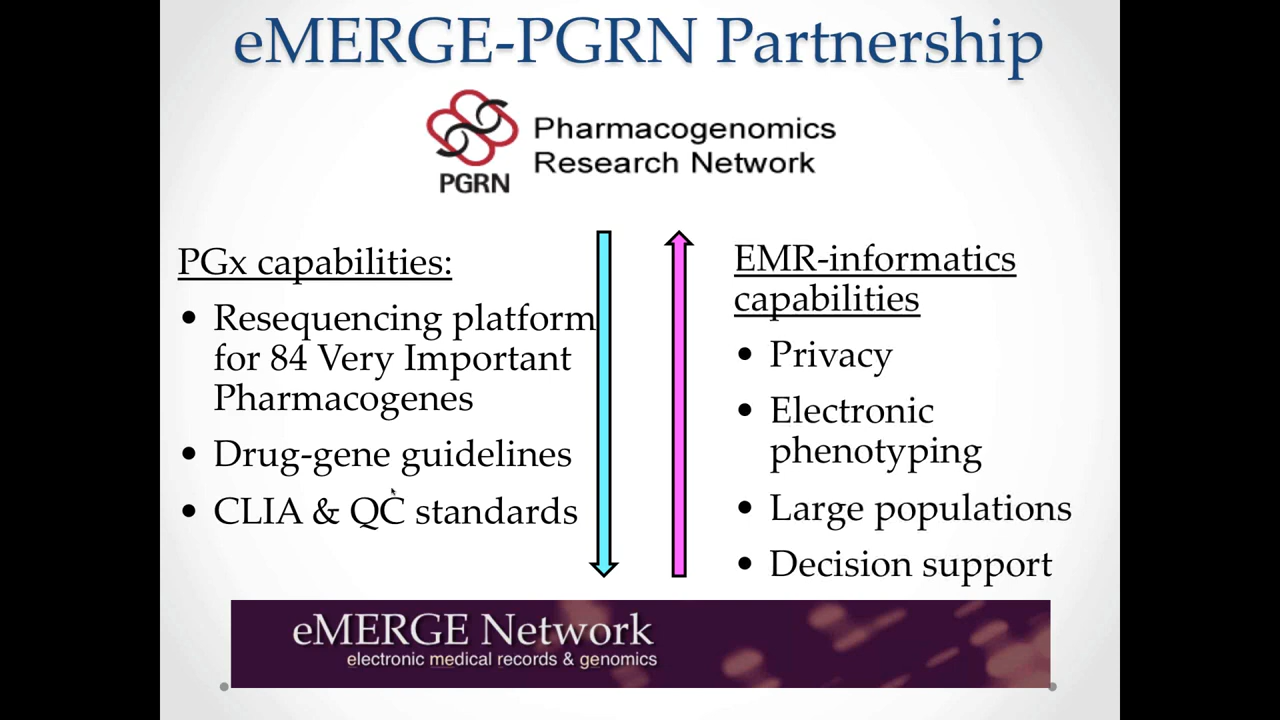 eMERGE-PGRN Partnership
Pharmacogenomics
Research Network
PGRN
PGx capabilities:
• Resequencing platform
for 84 Very Important
Pharmacogenes
• Drug-gene guidelines
• CLIA & QC standards
EMR-informatics
capabilities
• Privacy
• Electronic
phenotyping
• Large populations
• Decision support
eMERGE Network
electronic medical records & genomics